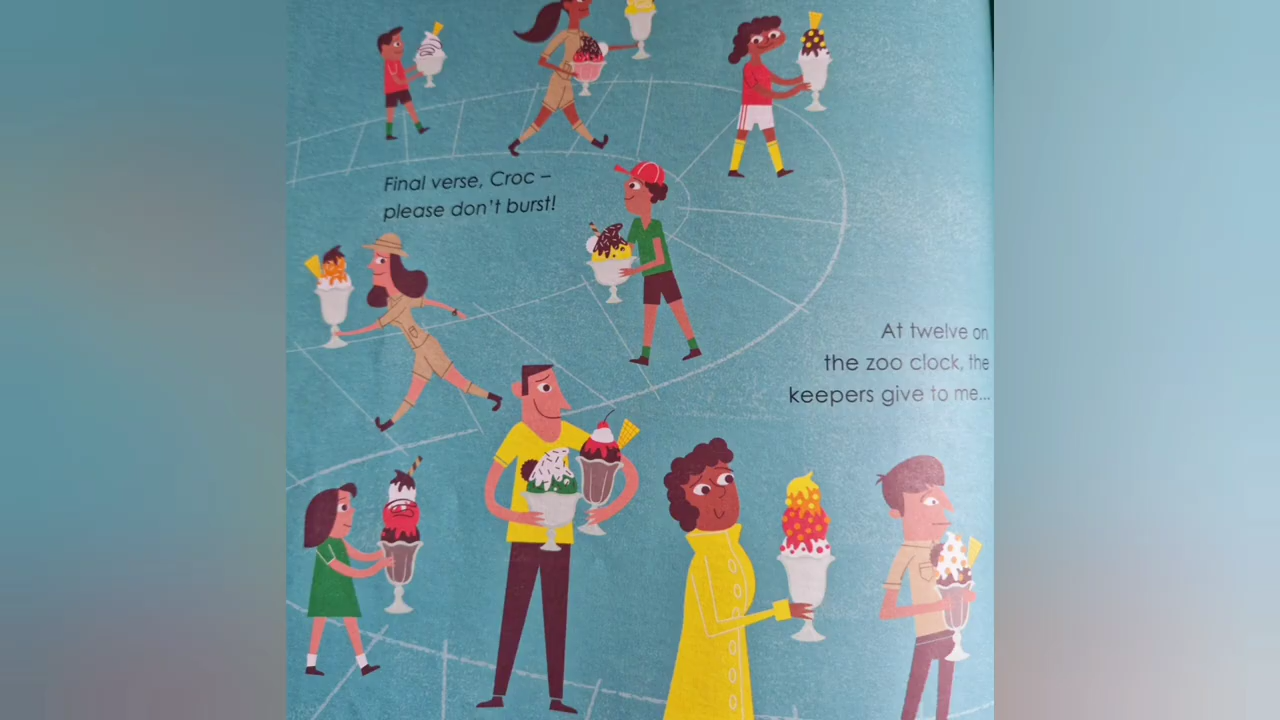 Final verse, Croc –
please don't burst!
At twelve on
the zoo clock, the
keepers give to me...